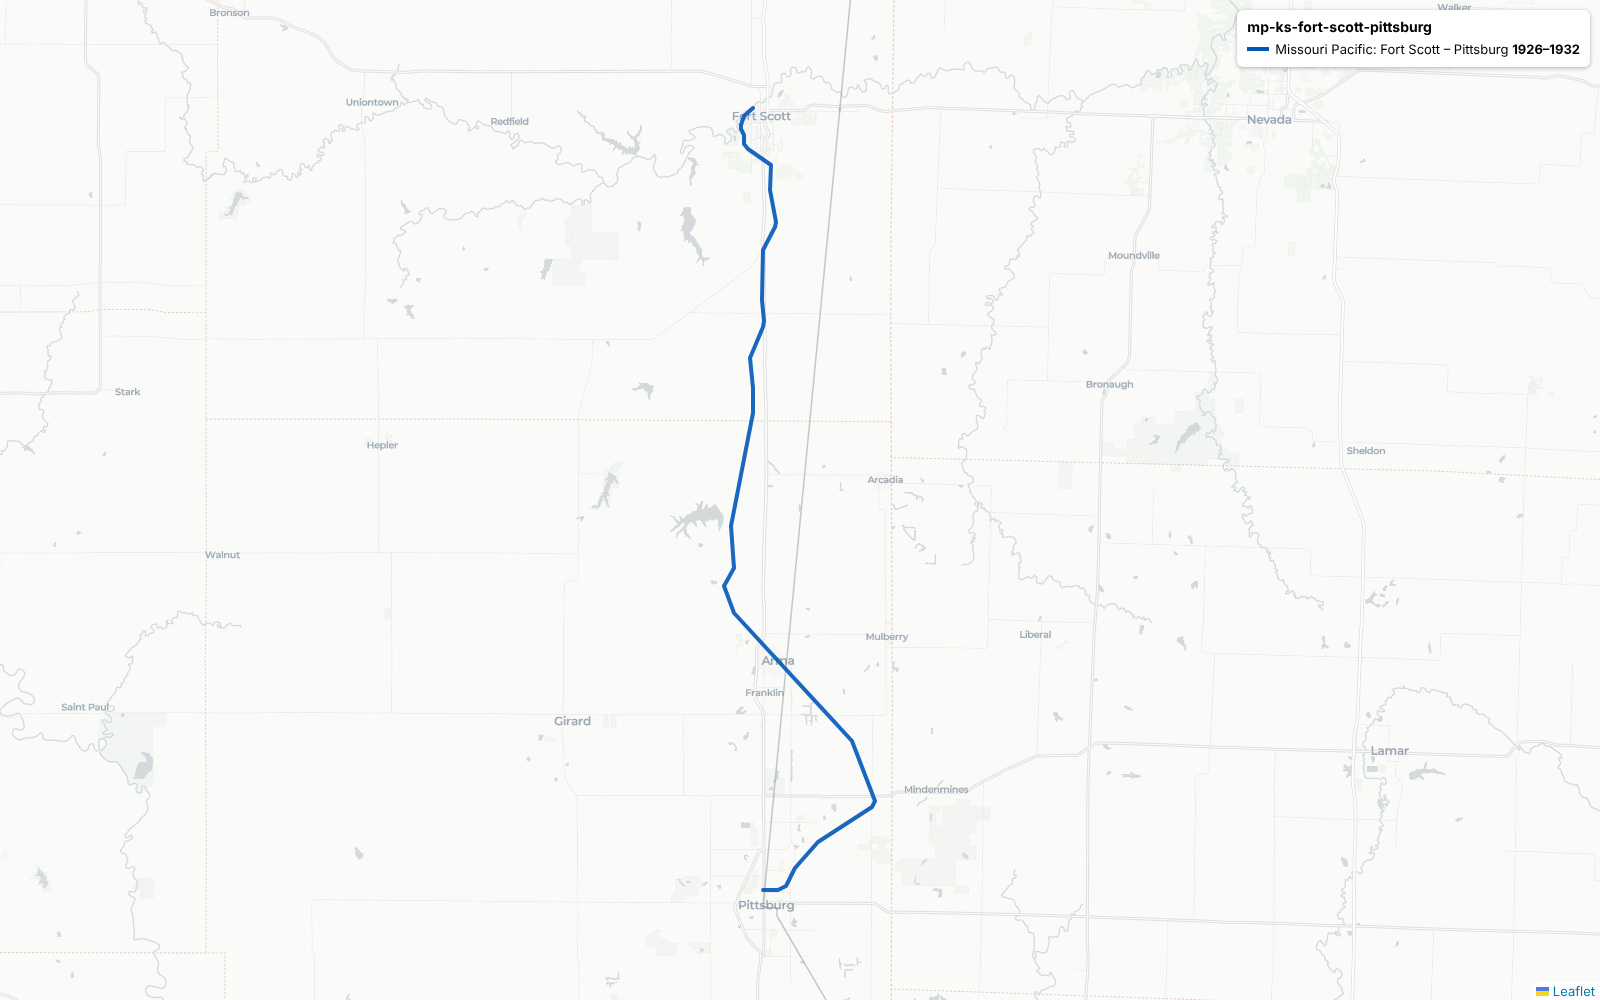 Bronson
Walker
mp-ks-fort-scott-pittsburg
Missouri Pacific: Fort Scott – Pittsburg 1926–1932
Uniontown
Redfield
Fort Scott
Nevada
Moundville
Stark
Bronaugh
Hepler
Sheldon
Arcadia
Walnut
Mulberry
Liberal
Arma
Franklin
Saint Paul
Girard
Lamar
Mindenmines
Pittsburg
Leaflet